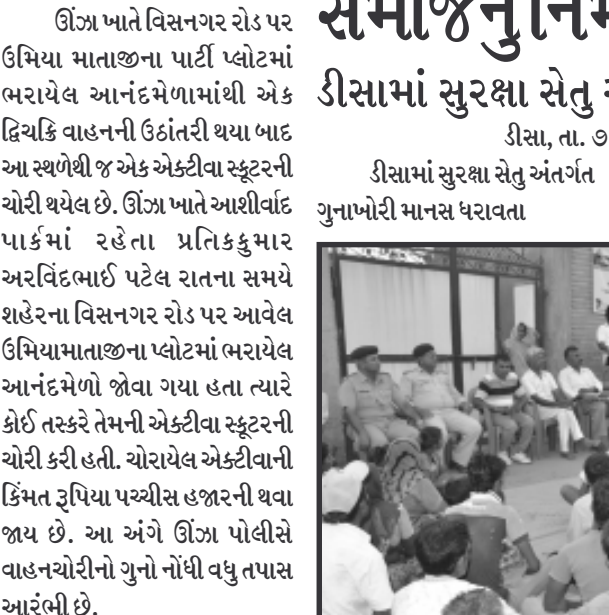 ઊંઝા ખાતે વિસનગર રોડ પર
ઉમિયા માતાજીના પાર્ટી પ્લોટમાં
ભરાયેલ આનંદમેળામાંથી એક
દ્વિચક્રિ વાહનની ઉઠાંતરી થયા બાદ
આ સ્થળેથી જ એક એક્ટીવા સ્કૂટરની
ચોરી થયેલ છે. ઊંઝા ખાતે આશીર્વાદ
પાર્કમાં રહેતા પ્રતિકકુમાર
અરવિંદભાઈ પટેલ રાતના સમયે
શહેરના વિસનગર રોડ પર આવેલ
ઉમિયામાતાજીના પ્લોટમાં ભરાયેલ
આનંદમેળો જોવા ગયા હતા ત્યારે
કોઈ તસ્કરે તેમની એક્ટીવા સ્કૂટરની
ચોરી કરી હતી. ચોરાયેલ એક્ટીવાની
કિંમત રૂપિયા પચ્ચીસ હજારની થવા
જાય છે. આ અંગે ઊંઝા પોલીસે
વાહનચોરીનો ગુનો નોંધી વધુ તપાસ
આરંભી છે.
સમાજનું
ડીસામાં સુરક્ષા સેતુ
ડીસા, તા. ૭
ડીસામાં સુરક્ષા સેતુ અંતર્ગત
ગુનાખોરી માનસ ધરાવતા